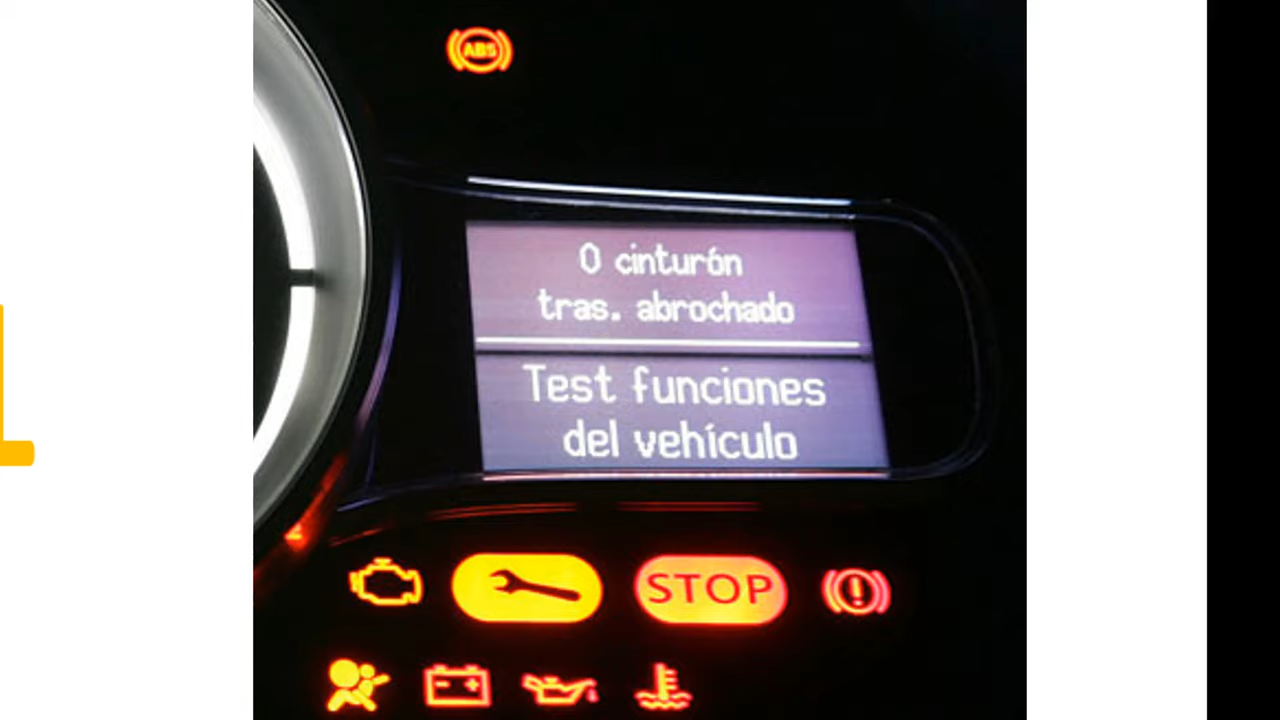 ABS
0 cinturón
tras. abrochado
Test funciones
del vehículo
STOP